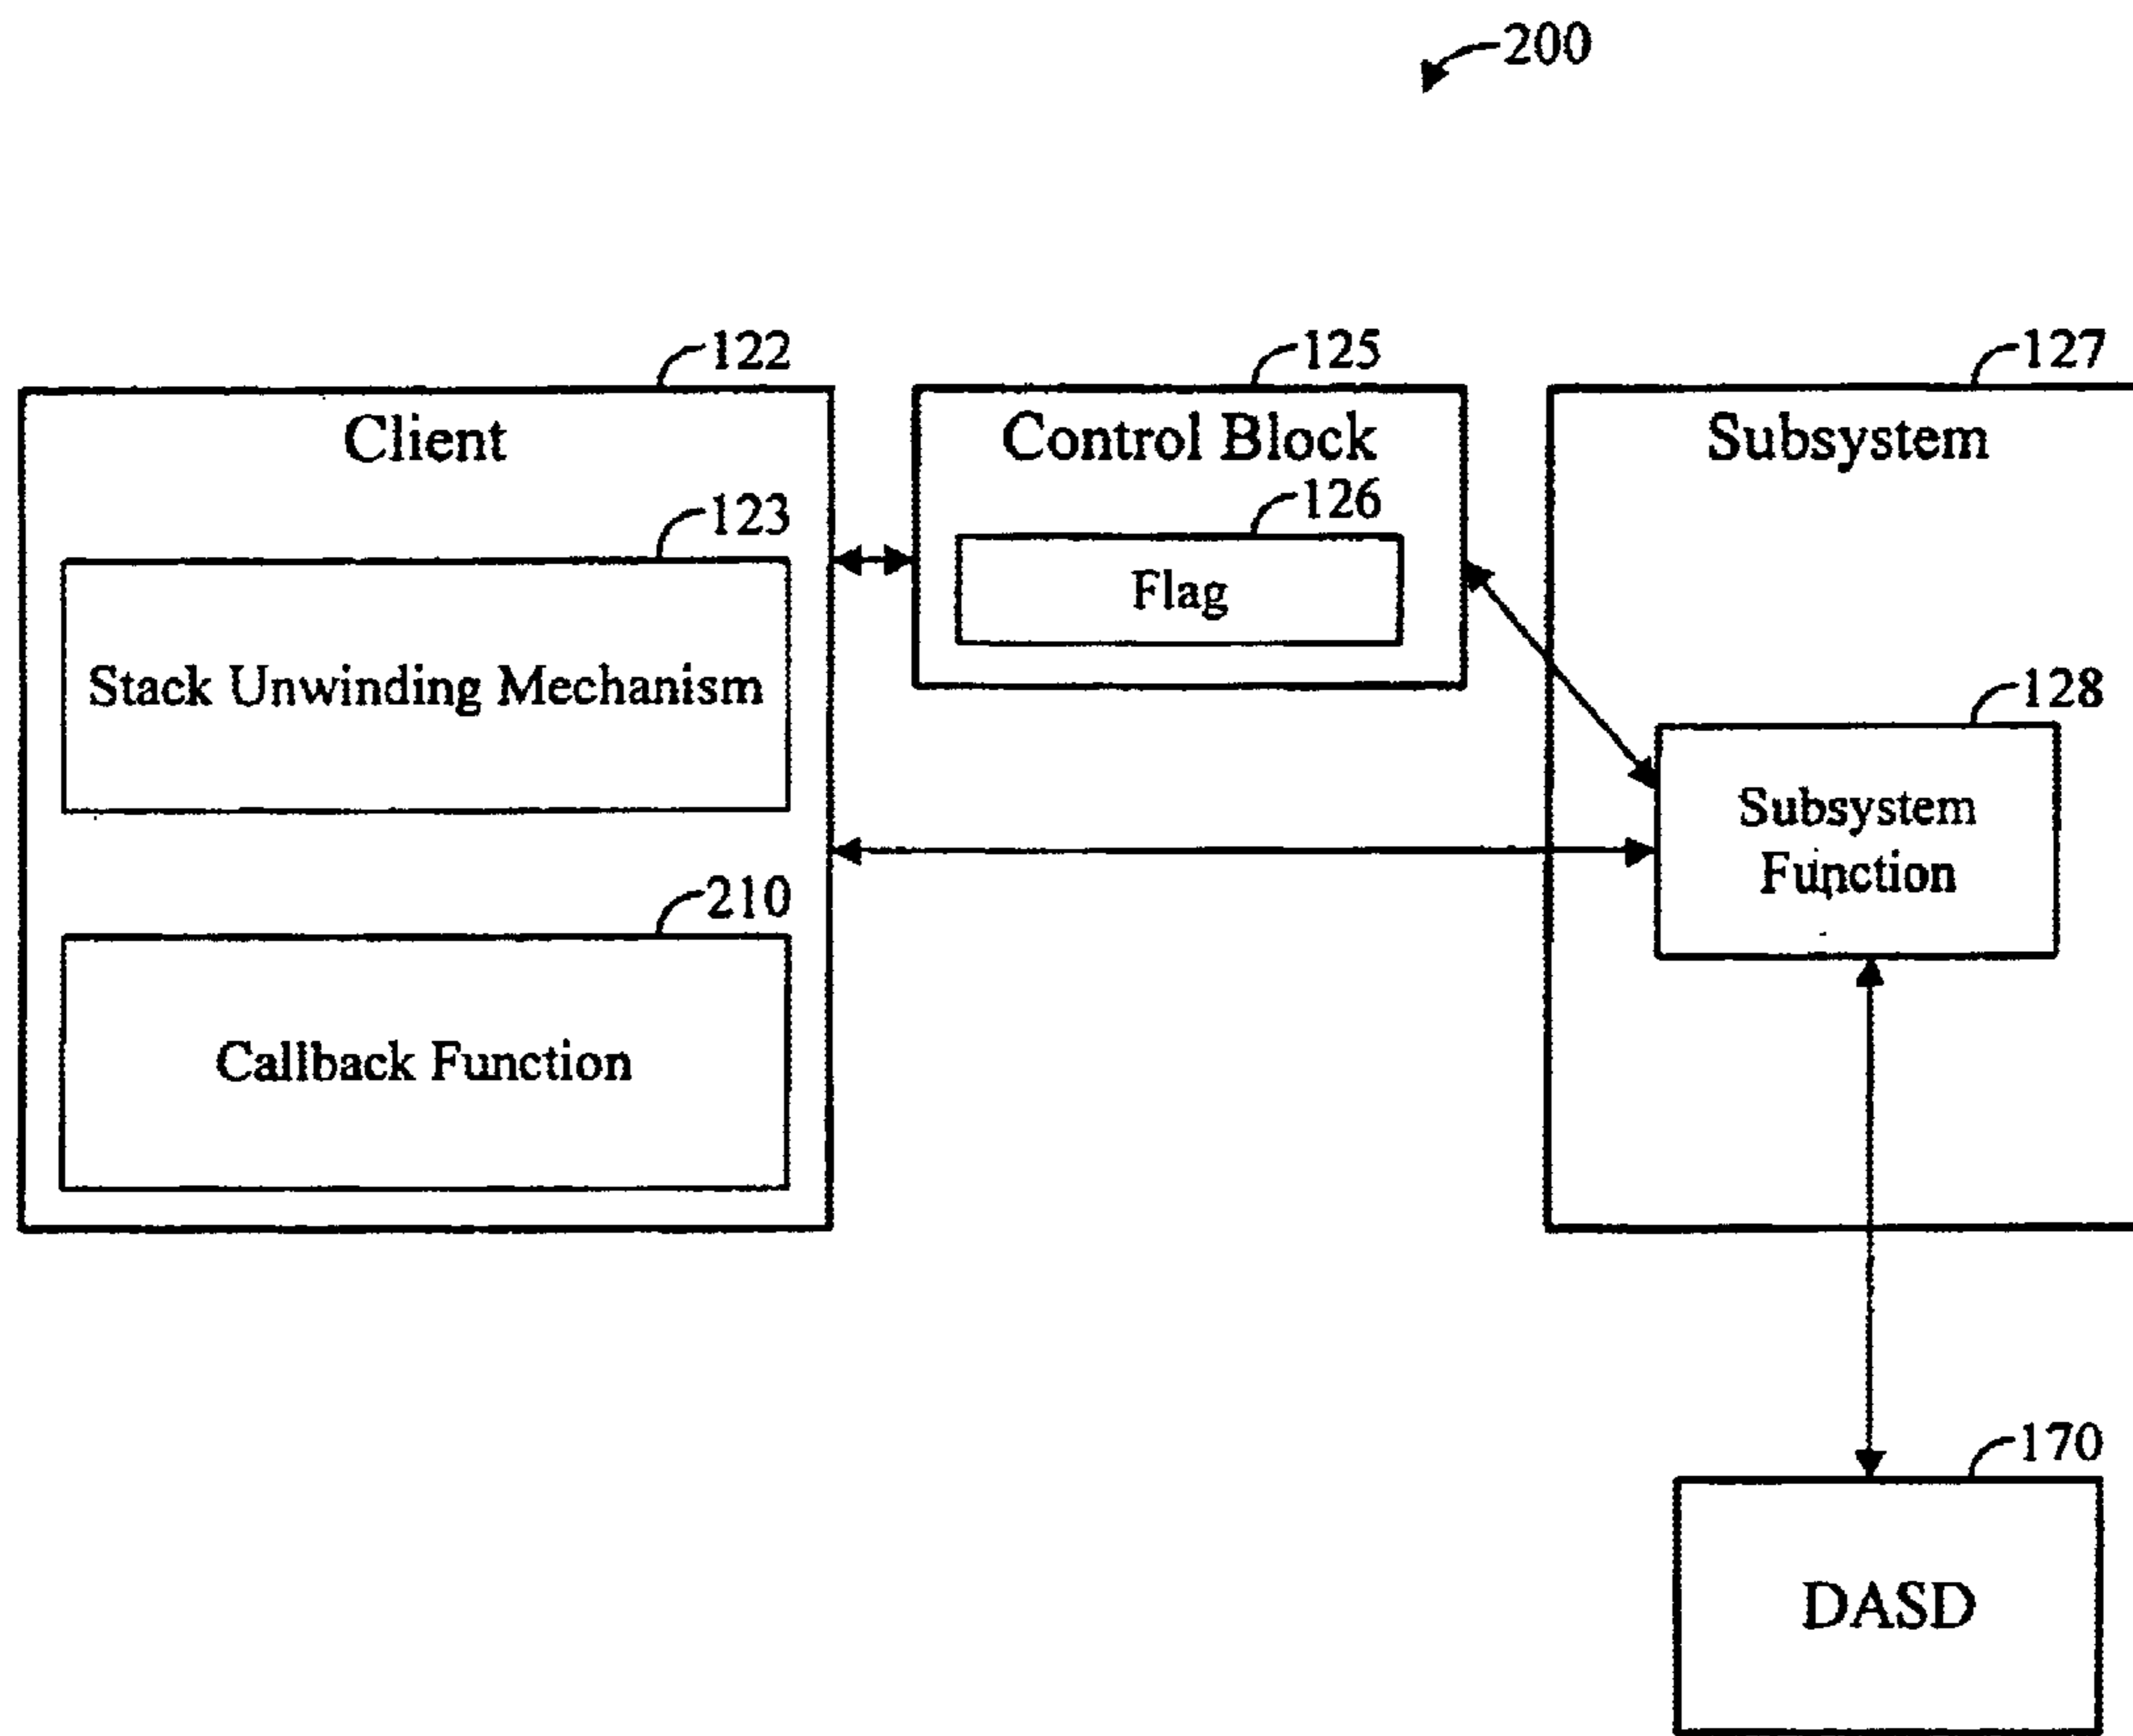 200
122
125
127
Client
Control Block
Subsystem
123
126
Flag
Stack Unwinding Mechanism
128
Subsystem
Function
210
Callback Function
170
DASD